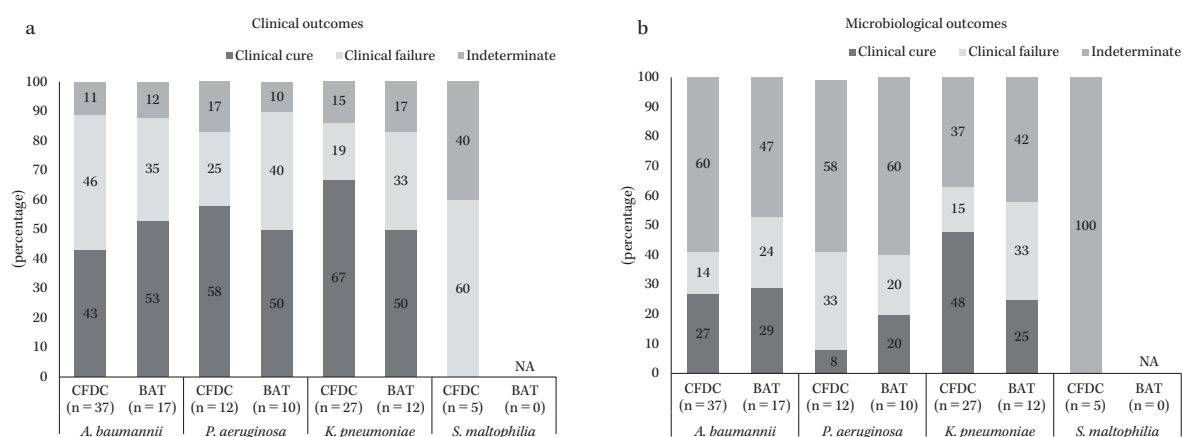 a
Clinical outcomes
Clinical cure Clinical failure Indeterminate
(percentage)
100
90
80
70
60
50
40
30
20
10
0
11 12 17 10 15 17 40
46 35 25 40 19 33 60
43 53 58 50 67 50 NA
CFDC BAT CFDC BAT CFDC BAT CFDC BAT
(n = 37) (n = 17) (n = 12) (n = 10) (n = 27) (n = 12) (n = 5) (n = 0)
A. baumannii P. aeruginosa K. pneumoniae S. maltophilia
b
Microbiological outcomes
Clinical cure Clinical failure Indeterminate
(percentage)
100
90
80
70
60
50
40
30
20
10
0
60 47 58 60 37 42 100
14 24 33 20 15 33
27 29 8 20 48 25 NA
CFDC BAT CFDC BAT CFDC BAT CFDC BAT
(n = 37) (n = 17) (n = 12) (n = 10) (n = 27) (n = 12) (n = 5) (n = 0)
A. baumannii P. aeruginosa K. pneumoniae S. maltophilia